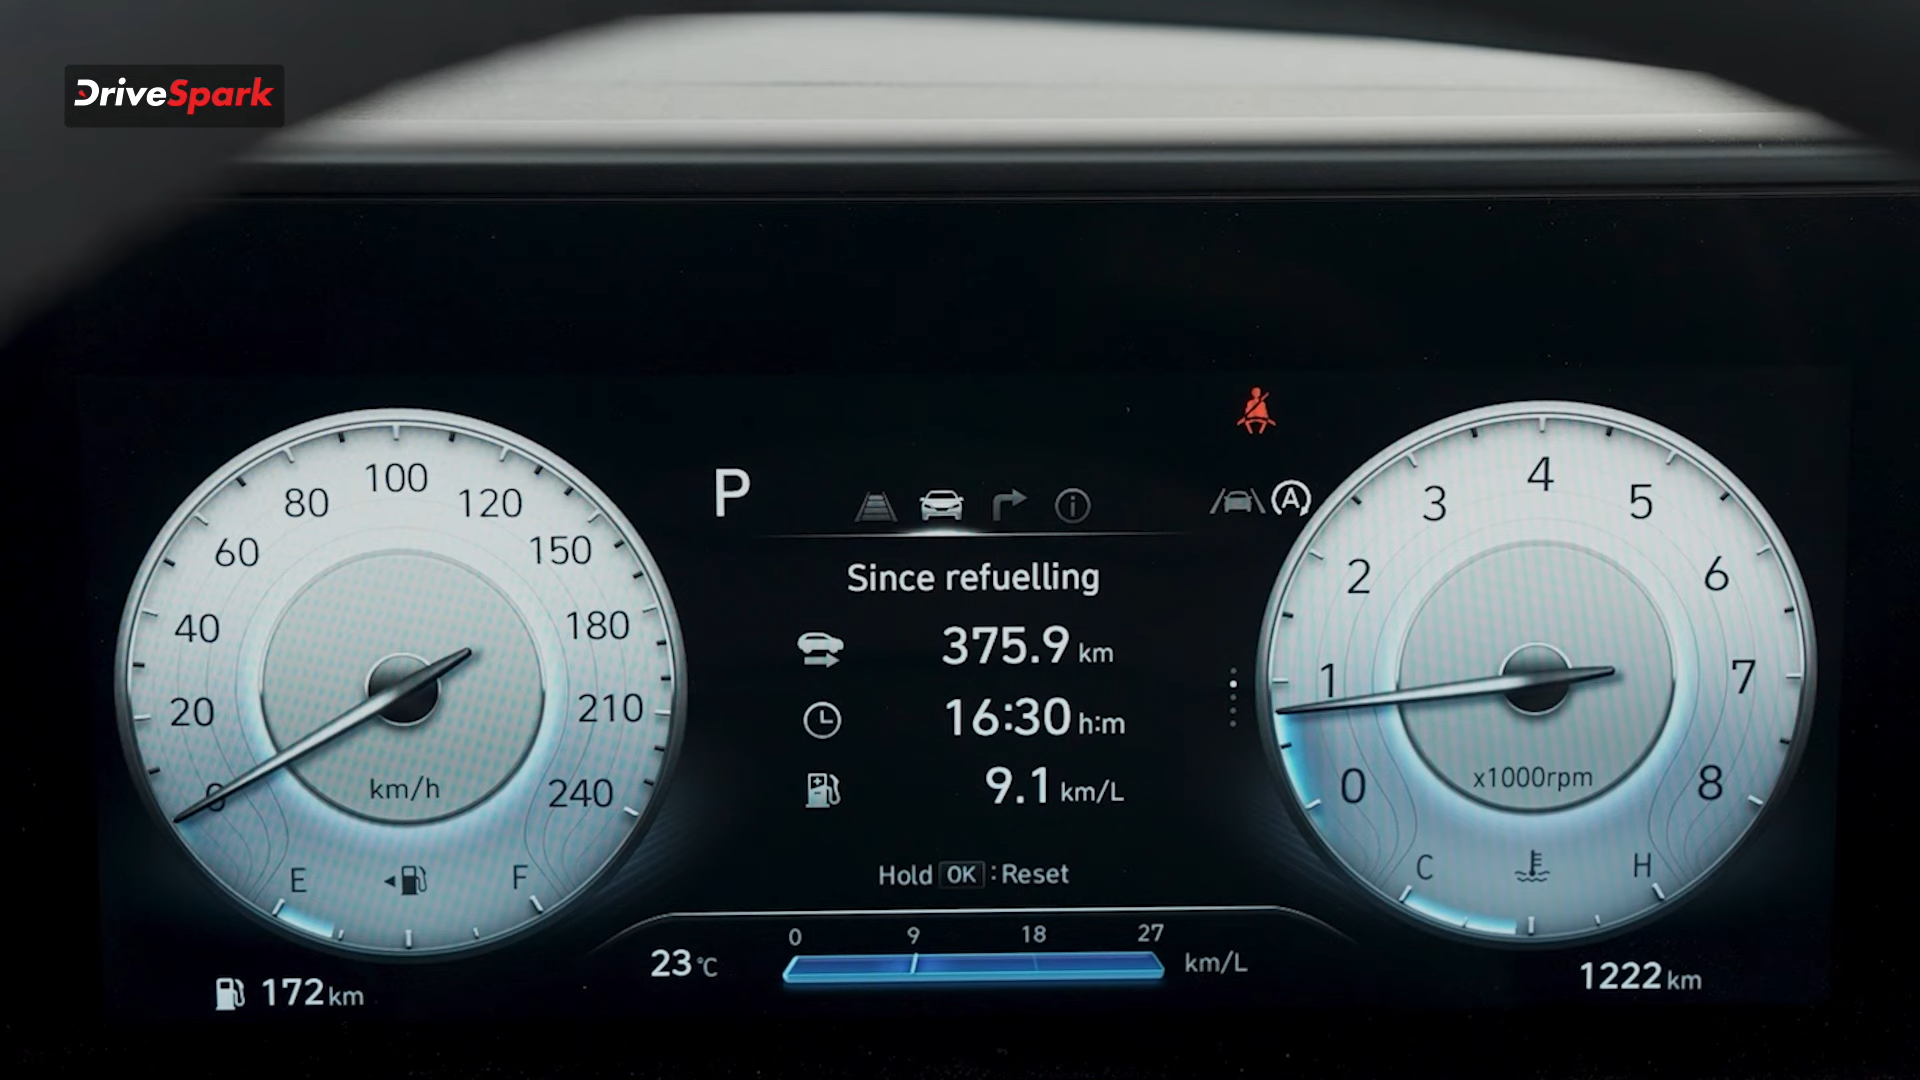 DriveSpark
P
A
0
20
40
60
80
100
120
150
180
210
240
km/h
E
F
172 km
Since refuelling
375.9 km
16:30 h:m
9.1 km/L
Hold OK : Reset
0 9 18 27
23 °C
km/L
0
1
2
3
4
5
6
7
8
x1000rpm
C
H
1222 km